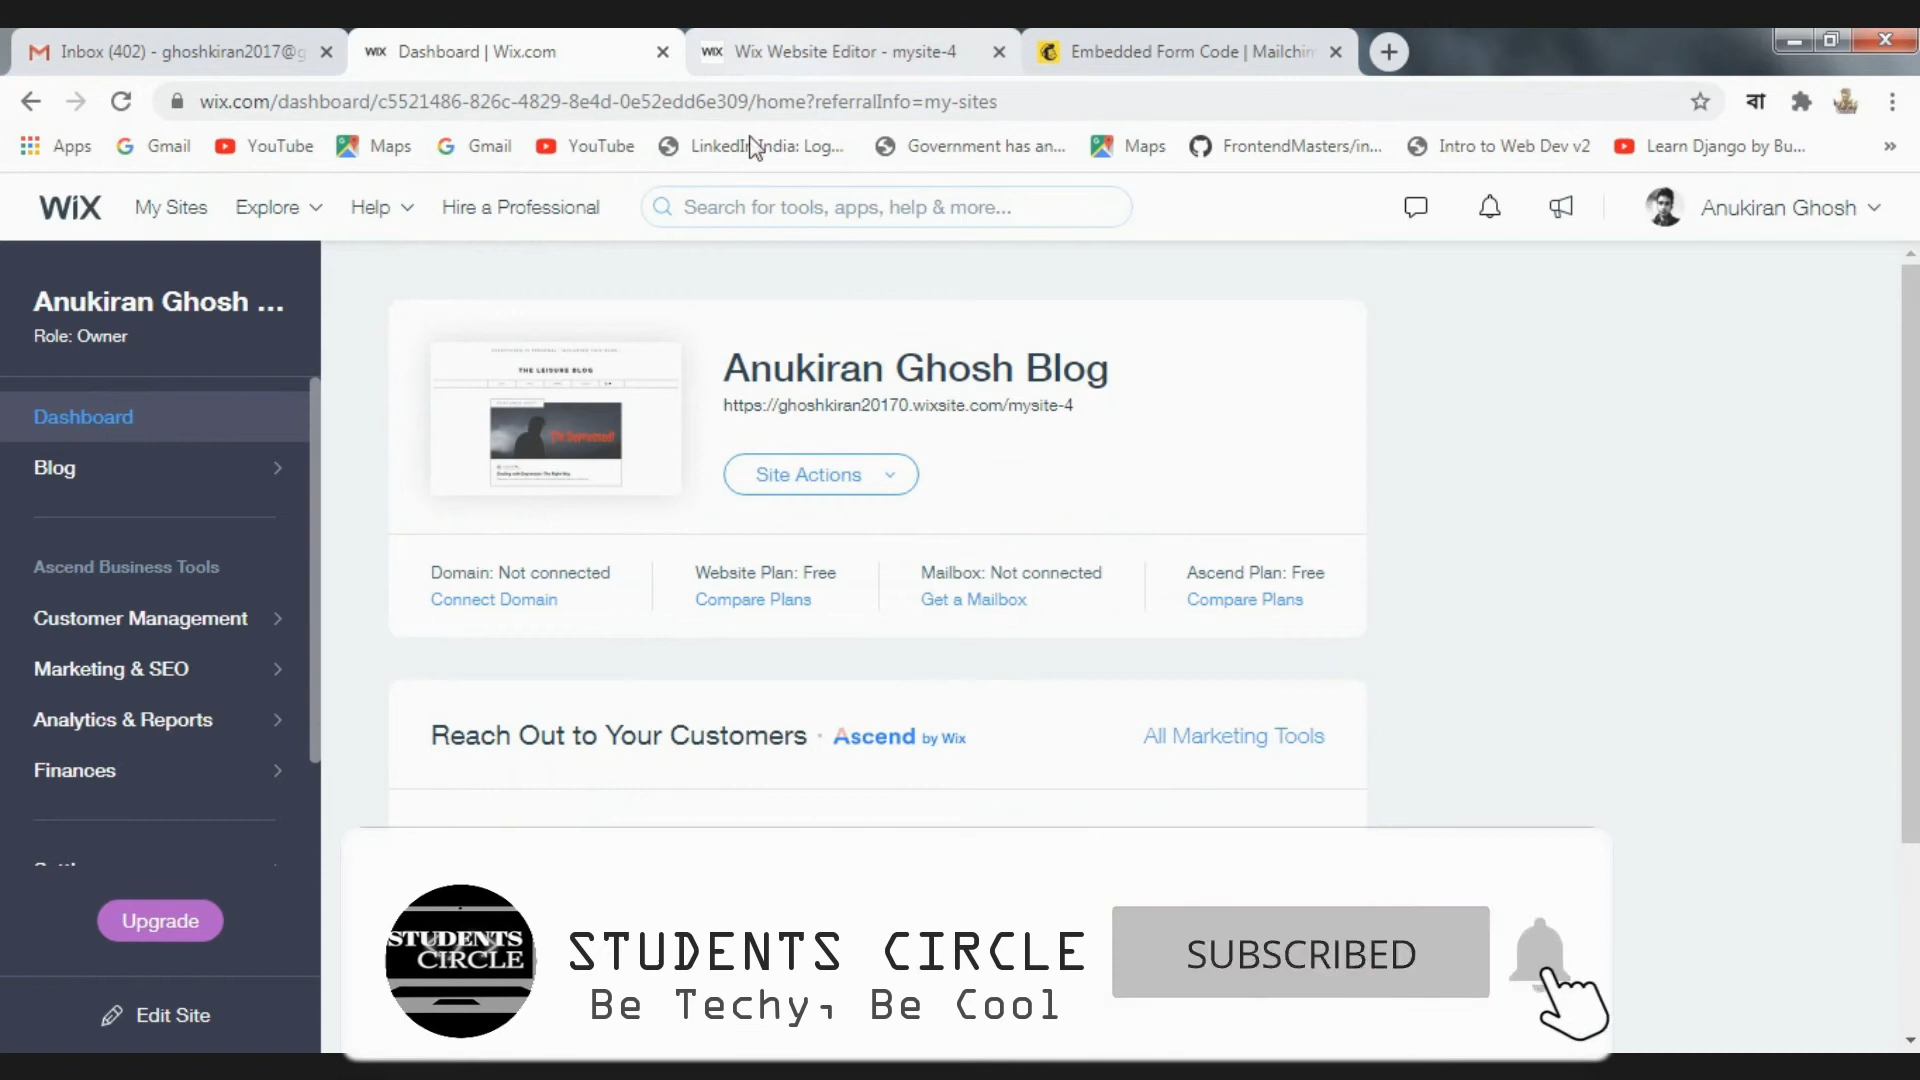 Inbox (402) - ghoshkiran2017@g
WIX Dashboard | Wix.com
WIX Wix Website Editor - mysite-4
Embedded Form Code | Mailchim
wix.com/dashboard/c5521486-826c-4829-8e4d-0e52edd6e309/home?referralInfo=my-sites
বা
Apps
Gmail
YouTube
Maps
Gmail
YouTube
LinkedIn India: Log...
Government has an...
Maps
FrontendMasters/in...
Intro to Web Dev v2
Learn Django by Bu...
WiX
My Sites
Explore
Help
Hire a Professional
Search for tools, apps, help & more...
Anukiran Ghosh
Anukiran Ghosh ...
Role: Owner
Dashboard
Blog
Ascend Business Tools
Customer Management
Marketing & SEO
Analytics & Reports
Finances
Upgrade
Edit Site
THE LEISURE BLOG
Anukiran Ghosh Blog
https://ghoshkiran20170.wixsite.com/mysite-4
Site Actions
Domain: Not connected
Connect Domain
Website Plan: Free
Compare Plans
Mailbox: Not connected
Get a Mailbox
Ascend Plan: Free
Compare Plans
Reach Out to Your Customers · Ascend by Wix
All Marketing Tools
STUDENTS
CIRCLE
STUDENTS CIRCLE
Be Techy, Be Cool
SUBSCRIBED